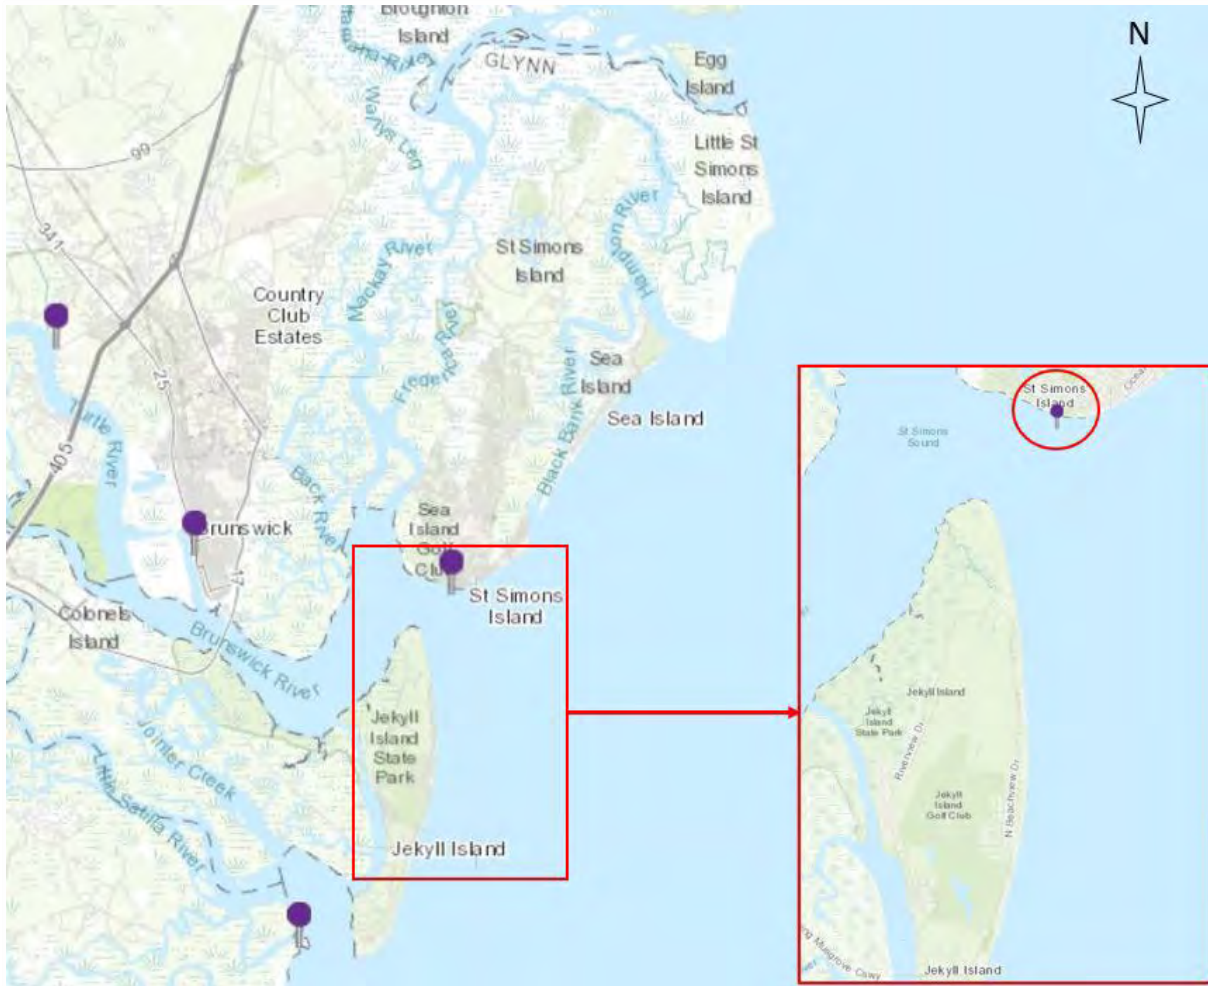 Broughton
Island
GLYNN
Egg
Island
N
99
Wallys Leg
Little St
Simons
Island
341
Mackay River
St Simons
Island
Hampton River
Country
Club
Estates
Frederica River
25
Sea
Island
Sea Island
Black Bank River
Turtle River
405
Back River
Brunswick
Sea
Island
Golf
Club
17
St Simons
Island
Colonels
Island
Brunswick River
Jekyll
Island
State
Park
Jointer Creek
Little Satilla River
Jekyll Island
St Simons
Island
St Simons
Sound
Jekyll Island
Jekyll
Island
State Park
Riverview Dr
N Beachview Dr
Jekyll
Island
Golf Club
Musgrove Cswy
Jekyll Island